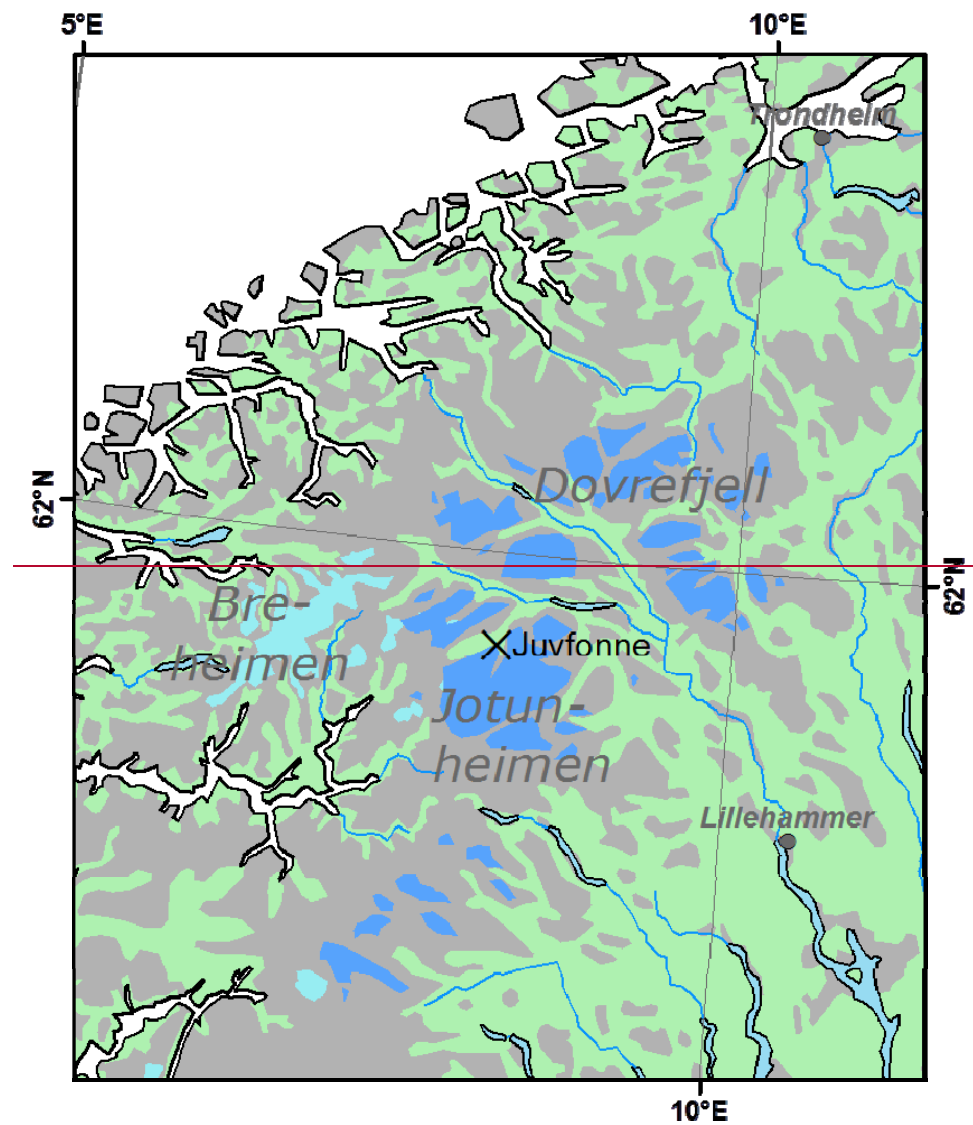 5°E
10°E
Trondheim
62°N
Dovrefjell
62°N
Bre-
heimen
Juvfonne
Jotun-
heimen
Lillehammer
10°E